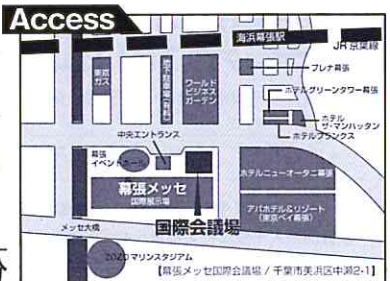 Access
海浜幕張駅
JR京葉線
東京
ガス
地下駐車場(有料)
ワールド
ビジネス
ガーデン
プレナ幕張
ホテルグリーンタワー幕張
ホテル
ザ・マンハッタン
ホテルフランクス
中央エントランス
幕張
イベントホール
幕張メッセ
国際展示場
国際会議場
ホテルニューオータニ幕張
アパホテル&リゾート
(東京ベイ幕張)
メッセ大橋
ZOZOマリンスタジアム
【幕張メッセ国際会議場 / 千葉市美浜区中瀬2-1】